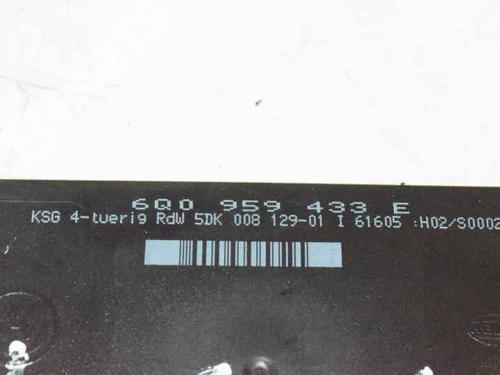 6Q0 959 433 E
KSG 4-tuerig RdW 5DK 008 129-01 I 61605 :H02/S0002